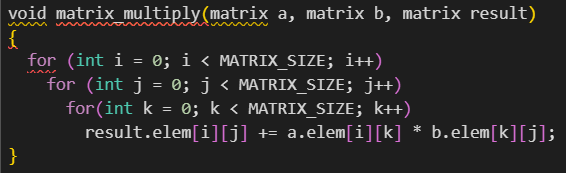 void matrix_multiply(matrix a, matrix b, matrix result)
{
  for (int i = 0; i < MATRIX_SIZE; i++)
    for (int j = 0; j < MATRIX_SIZE; j++)
      for(int k = 0; k < MATRIX_SIZE; k++)
        result.elem[i][j] += a.elem[i][k] * b.elem[k][j];
}